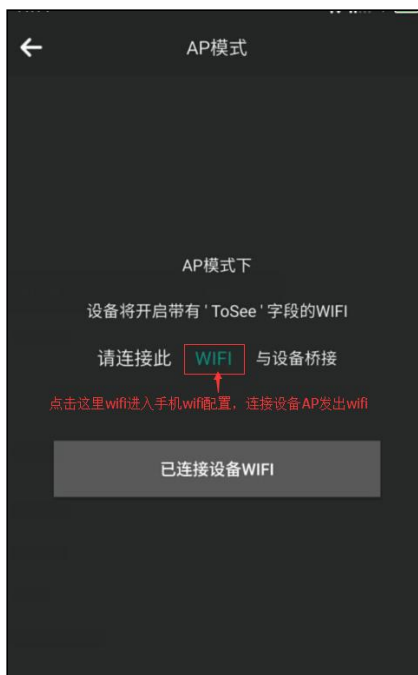 AP模式
AP模式下
设备将开启带有 ' ToSee ' 字段的WIFI
请连接此 WIFI 与设备桥接
点击这里wifi进入手机wifi配置，连接设备AP发出wifi
已连接设备WIFI